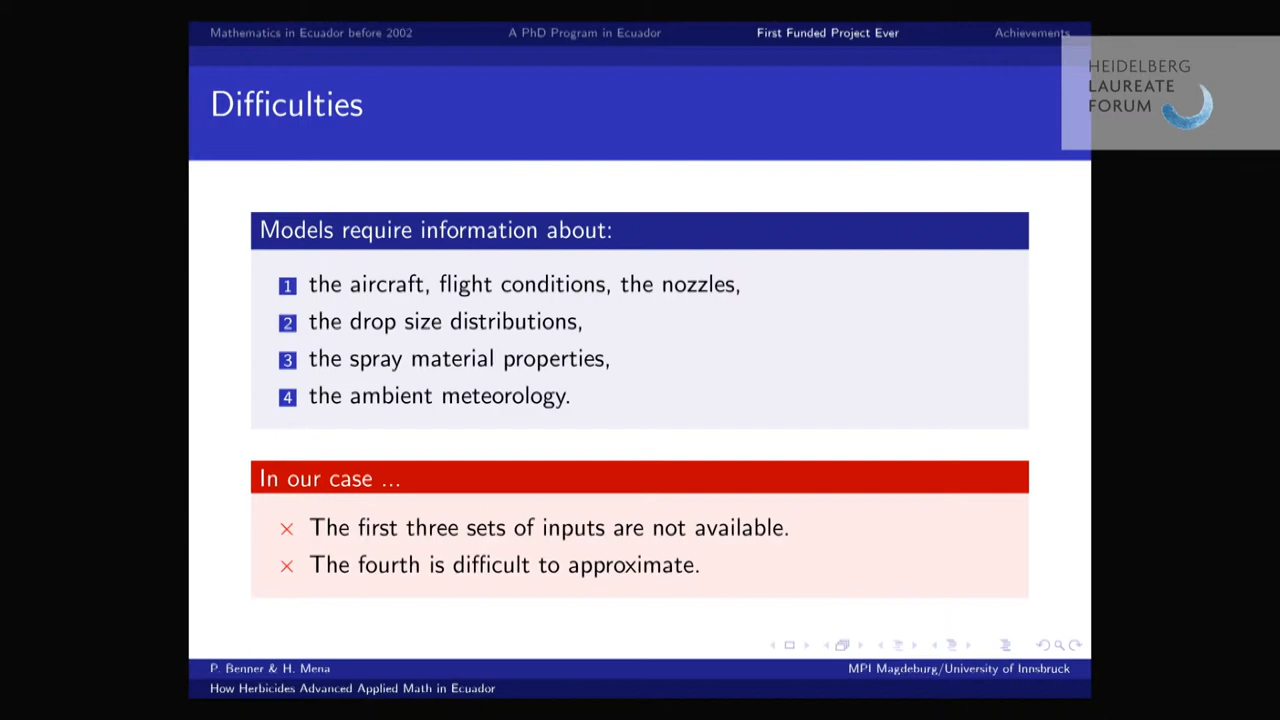 Mathematics in Ecuador before 2002 A PhD Program in Ecuador First Funded Project Ever Achievements
HEIDELBERG
LAUREATE
FORUM
Difficulties
Models require information about:
1 the aircraft, flight conditions, the nozzles,
2 the drop size distributions,
3 the spray material properties,
4 the ambient meteorology.
In our case ...
× The first three sets of inputs are not available.
× The fourth is difficult to approximate.
P. Benner & H. Mena MPI Magdeburg/University of Innsbruck
How Herbicides Advanced Applied Math in Ecuador